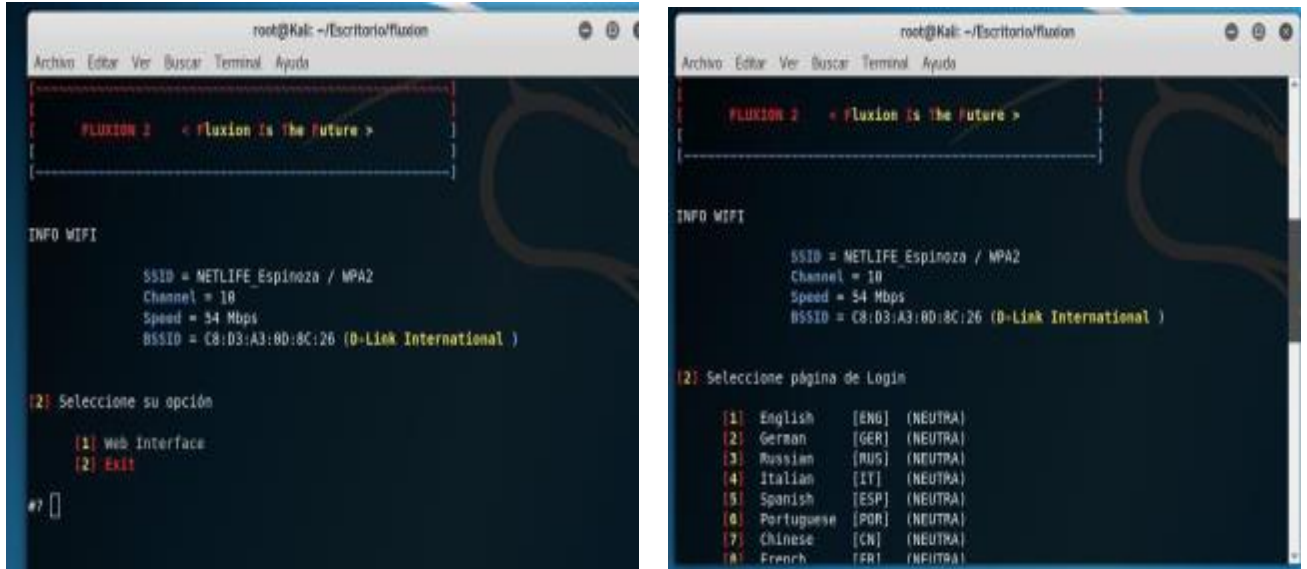 root@Kali: ~/Escritorio/fluxion
Archivo Editar Ver Buscar Terminal Ayuda
FLUXION 2 < Fluxion Is The Future >
INFO WIFI
SSID = NETLIFE_Espinoza / WPA2
Channel = 10
Speed = 54 Mbps
BSSID = C8:D3:A3:0D:8C:26 (D-Link International )
[2] Seleccione su opción
[1] Web Interface
[2] Exit
#?
root@Kali: ~/Escritorio/fluxion
Archivo Editar Ver Buscar Terminal Ayuda
FLUXION 2 < Fluxion Is The Future >
INFO WIFI
SSID = NETLIFE_Espinoza / WPA2
Channel = 10
Speed = 54 Mbps
BSSID = C8:D3:A3:0D:8C:26 (D-Link International )
[2] Seleccione página de Login
[1] English [ENG] (NEUTRA)
[2] German [GER] (NEUTRA)
[3] Russian [RUS] (NEUTRA)
[4] Italian [IT] (NEUTRA)
[5] Spanish [ESP] (NEUTRA)
[6] Portuguese [POR] (NEUTRA)
[7] Chinese [CN] (NEUTRA)
[8] French [FR] (NEUTRA)